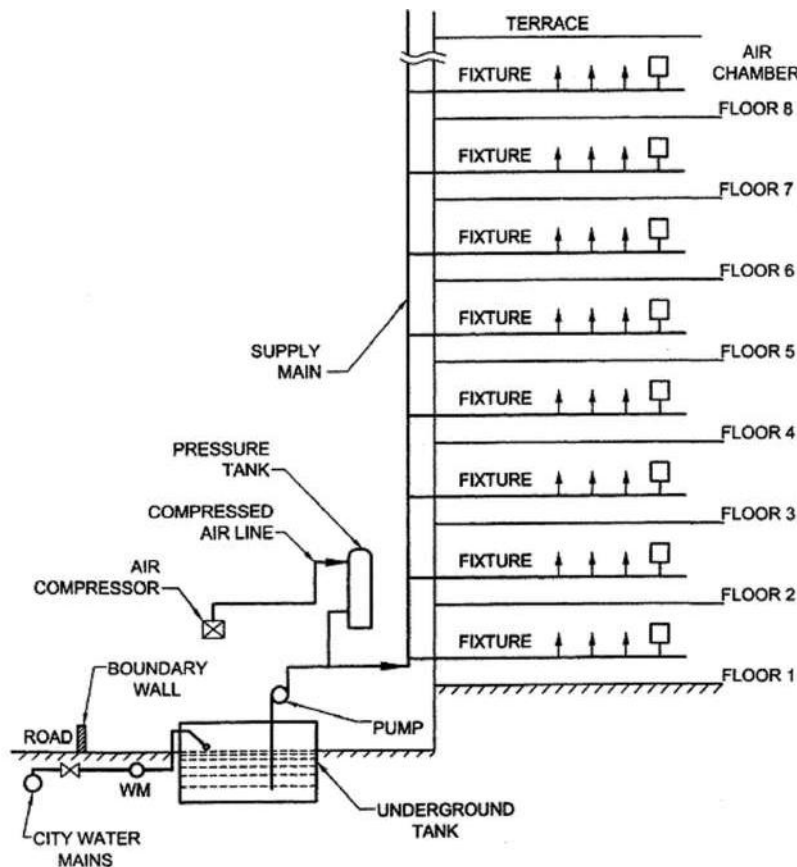 TERRACE
AIR
CHAMBER
FIXTURE
FLOOR 8
FIXTURE
FLOOR 7
FIXTURE
FLOOR 6
FIXTURE
SUPPLY
MAIN
FLOOR 5
FIXTURE
FLOOR 4
PRESSURE
TANK
FIXTURE
COMPRESSED
AIR LINE
FLOOR 3
AIR
COMPRESSOR
FIXTURE
FLOOR 2
FIXTURE
BOUNDARY
WALL
FLOOR 1
ROAD
PUMP
WM
UNDERGROUND
TANK
CITY WATER
MAINS